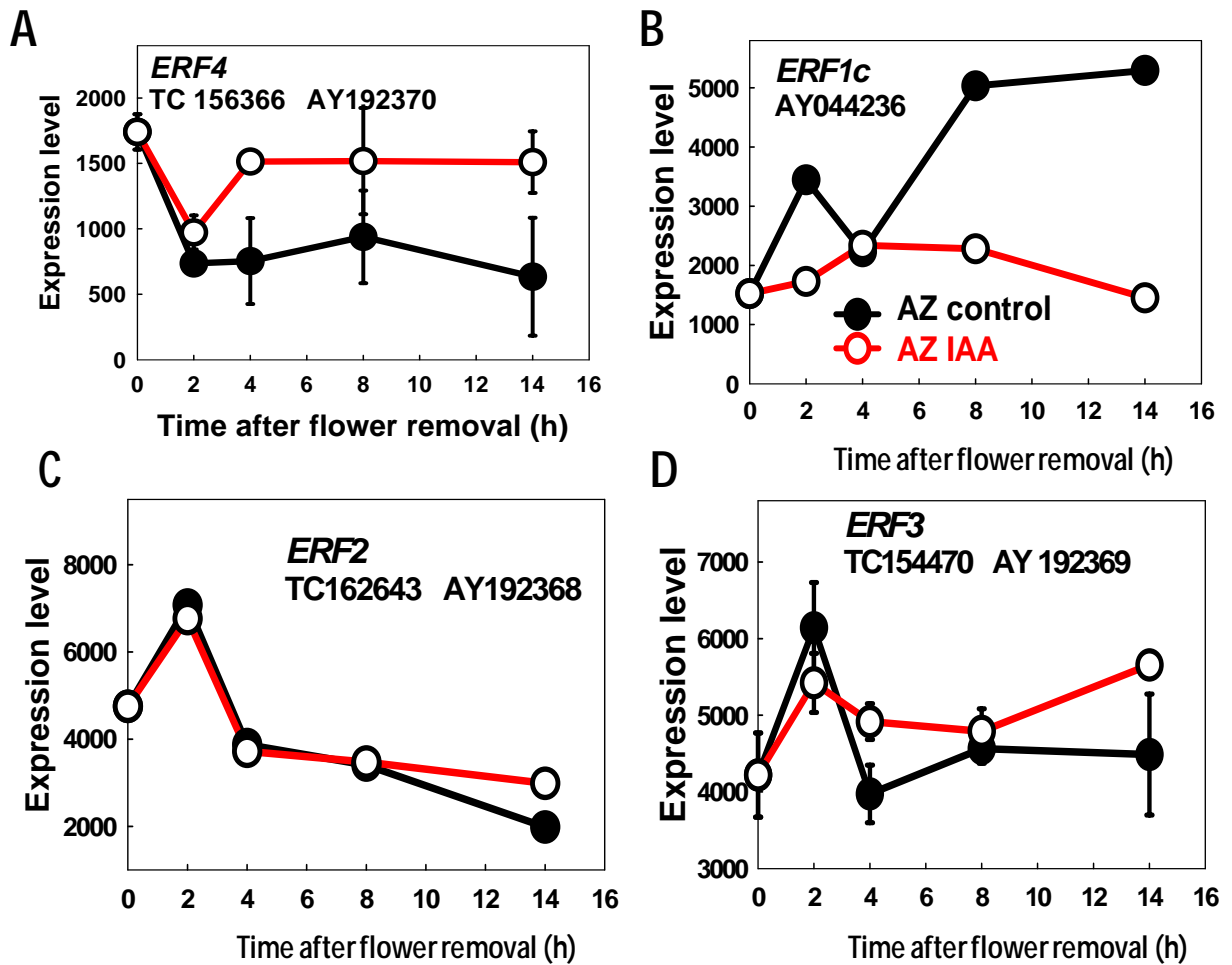 A
ERF4
TC 156366 AY192370
Expression level
2000
1500
1000
500
0
0 2 4 6 8 10 12 14 16
Time after flower removal (h)
B
ERF1c
AY044236
Expression level
5000
4000
3000
2000
1000
0
AZ control
AZ IAA
0 2 4 6 8 10 12 14 16
Time after flower removal (h)
C
ERF2
TC162643 AY192368
Expression level
8000
6000
4000
2000
0 2 4 6 8 10 12 14 16
Time after flower removal (h)
D
ERF3
TC154470 AY 192369
Expression level
7000
6000
5000
4000
3000
0 2 4 6 8 10 12 14 16
Time after flower removal (h)